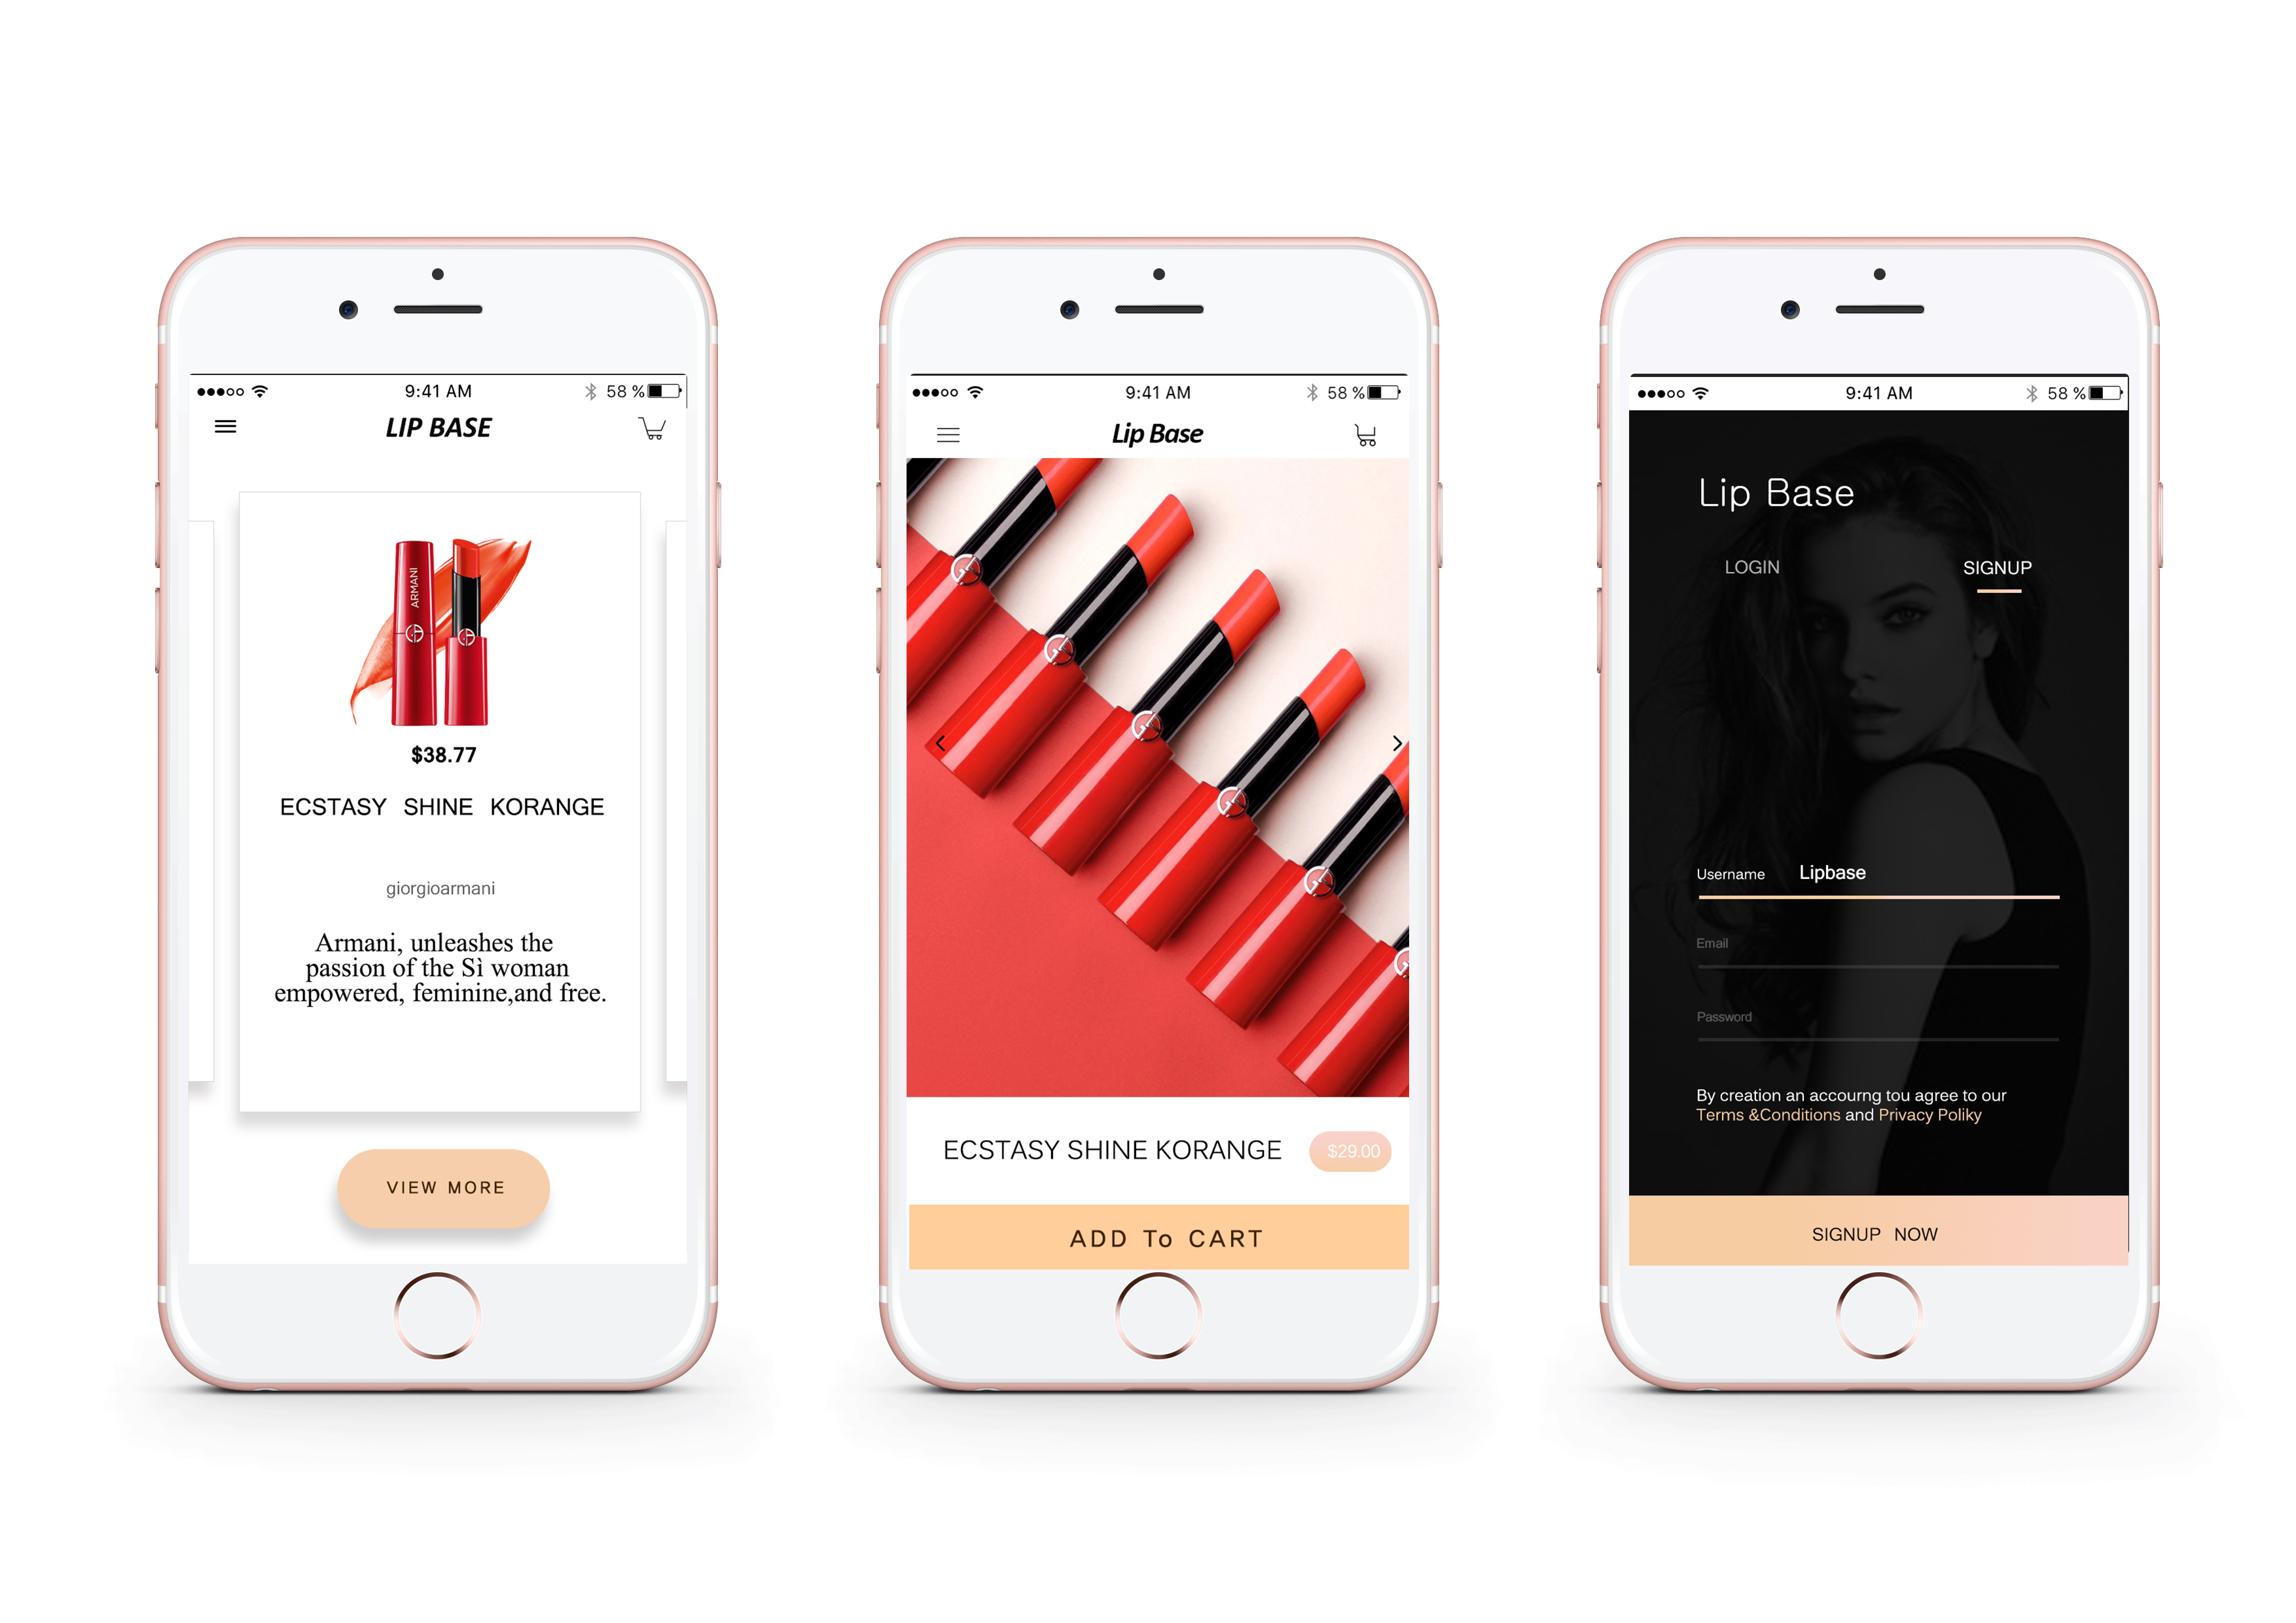 9:41 AM 58 %
LIP BASE
ARMANI
$38.77
ECSTASY SHINE KORANGE
giorgioarmani
Armani, unleashes the
passion of the Sì woman
empowered, feminine,and free.
VIEW MORE
9:41 AM 58 %
Lip Base
ECSTASY SHINE KORANGE $29.00
ADD To CART
9:41 AM 58 %
Lip Base
LOGIN SIGNUP
Username Lipbase
Email
Password
By creation an accourng tou agree to our
Terms &Conditions and Privacy Poliky
SIGNUP NOW